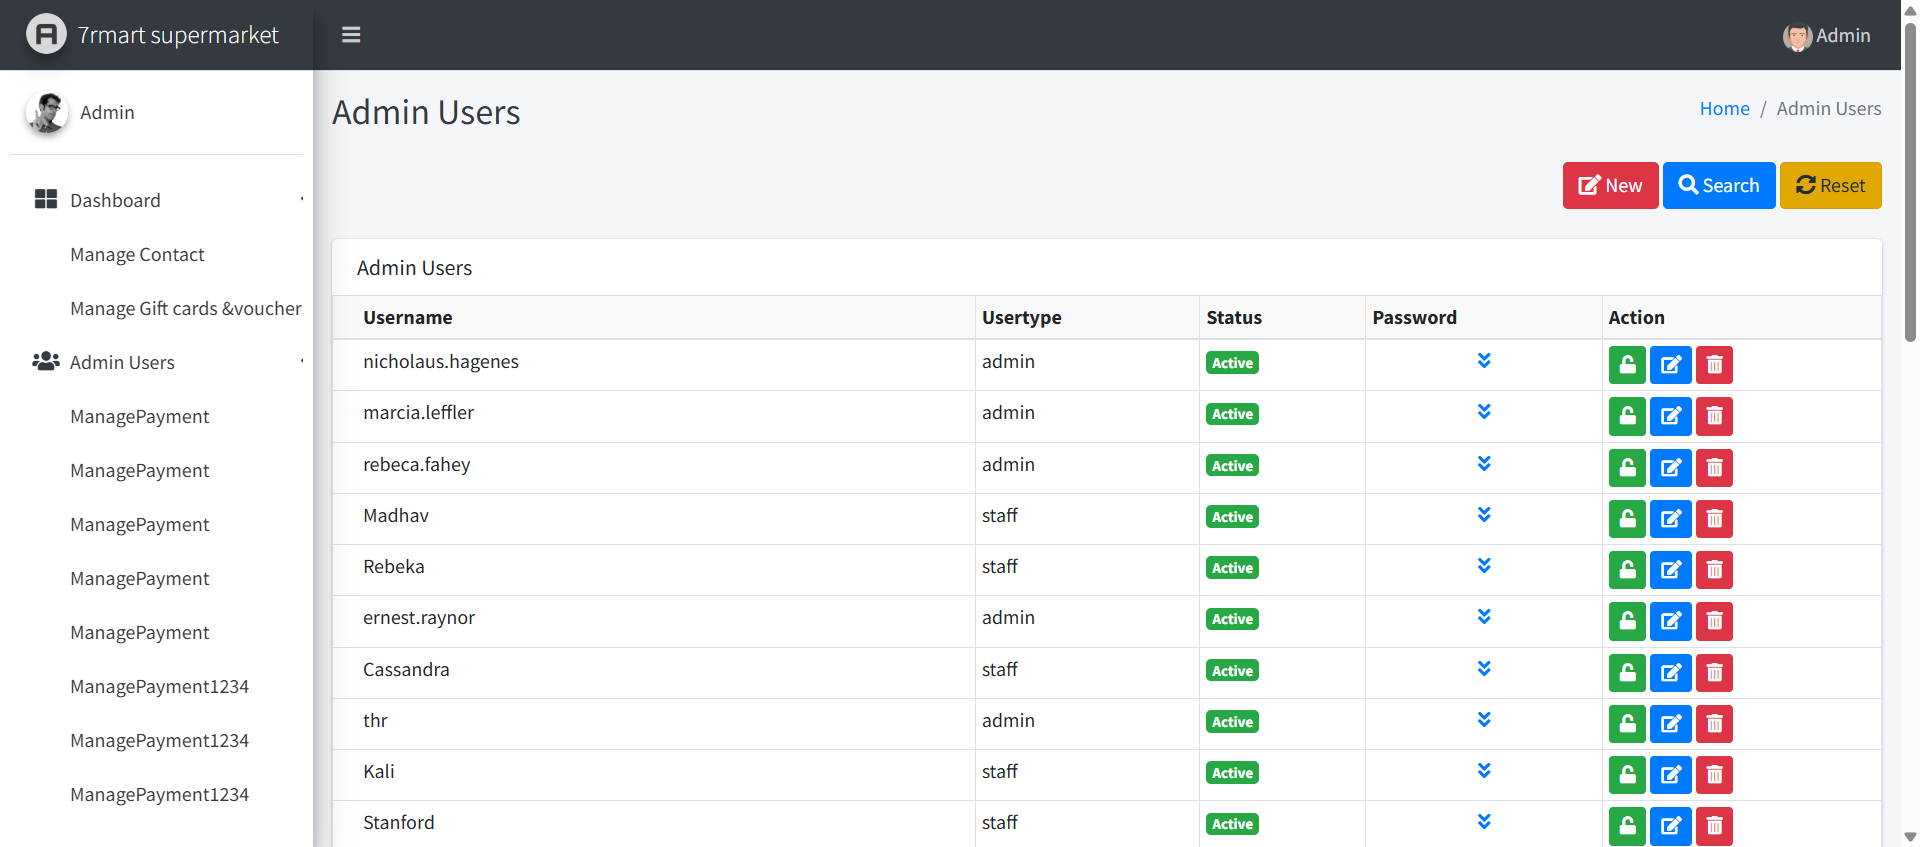 7rmart supermarket
Admin
Admin
Dashboard
Manage Contact
Manage Gift cards &voucher
Admin Users
ManagePayment
ManagePayment
ManagePayment
ManagePayment
ManagePayment
ManagePayment1234
ManagePayment1234
ManagePayment1234
Admin Users
Home / Admin Users
New Search Reset
Admin Users
Username Usertype Status Password Action
nicholaus.hagenes admin Active
marcia.leffler admin Active
rebeca.fahey admin Active
Madhav staff Active
Rebeka staff Active
ernest.raynor admin Active
Cassandra staff Active
thr admin Active
Kali staff Active
Stanford staff Active